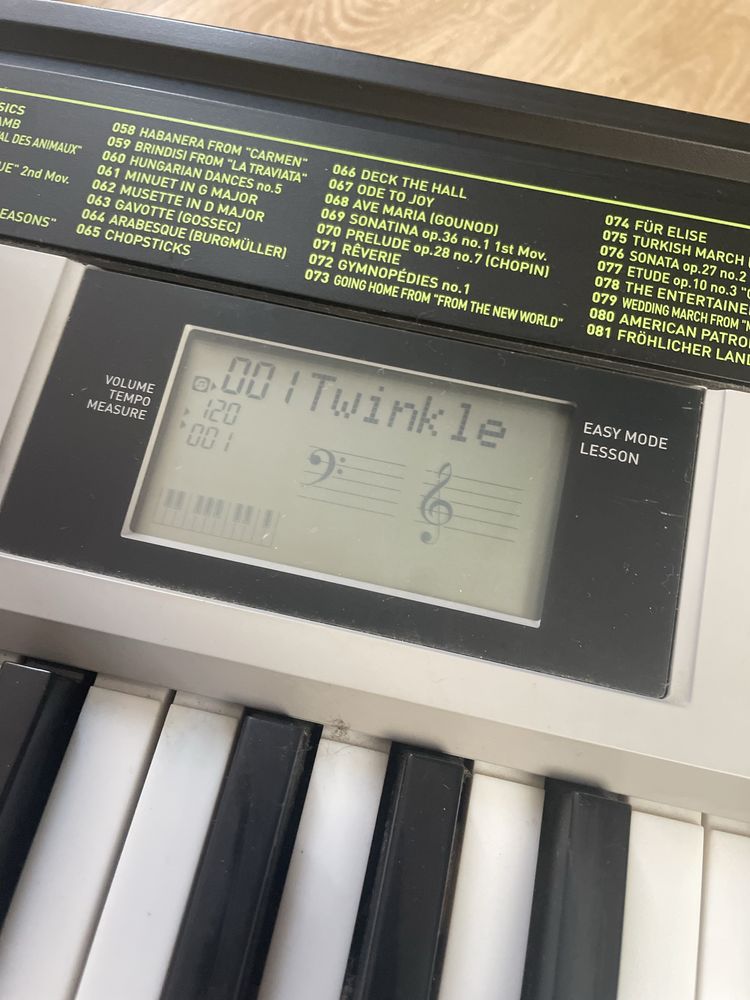 SICS
AMB
AL DES ANIMAUX"
UE" 2nd Mov.
EASONS"
058 HABANERA FROM "CARMEN"
059 BRINDISI FROM "LA TRAVIATA"
060 HUNGARIAN DANCES no.5
061 MINUET IN G MAJOR
062 MUSETTE IN D MAJOR
063 GAVOTTE (GOSSEC)
064 ARABESQUE (BURGMÜLLER)
065 CHOPSTICKS
066 DECK THE HALL
067 ODE TO JOY
068 AVE MARIA (GOUNOD)
069 SONATINA op.36 no.1 1st Mov.
070 PRELUDE op.28 no.7 (CHOPIN)
071 RÊVERIE
072 GYMNOPÉDIES no.1
073 GOING HOME FROM "FROM THE NEW WORLD"
074 FÜR ELISE
075 TURKISH MARCH
076 SONATA op.27 no.2
077 ETUDE op.10 no.3
078 THE ENTERTAINE
079 WEDDING MARCH FROM
080 AMERICAN PATRO
081 FRÖHLICHER LAND
VOLUME
TEMPO
MEASURE
001 Twinkle
120
001
EASY MODE
LESSON